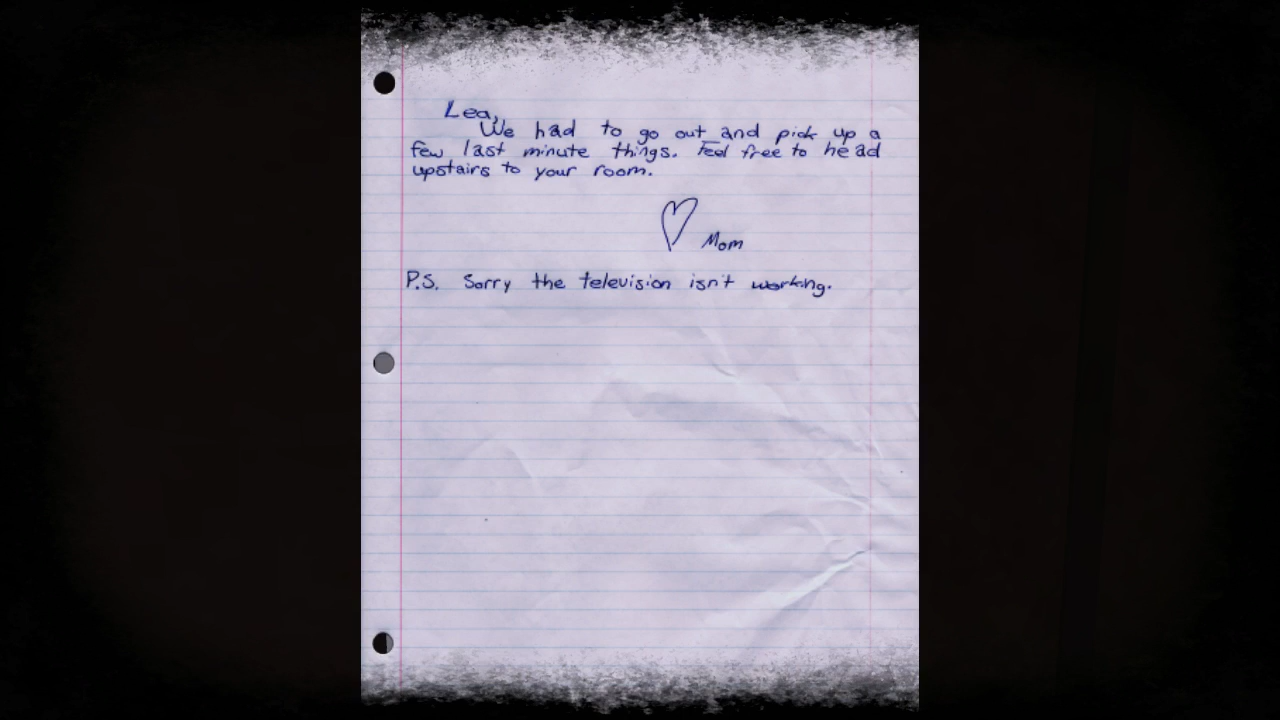 Lea,
We had to go out and pick up a
few last minute things. Feel free to head
upstairs to your room.
Mom
P.S. Sorry the television isn't working.